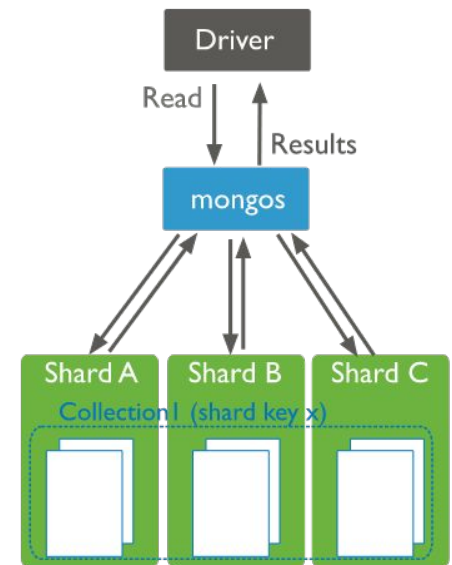 Driver
Read
Results
mongos
Shard A
Shard B
Shard C
Collection1 (shard key x)